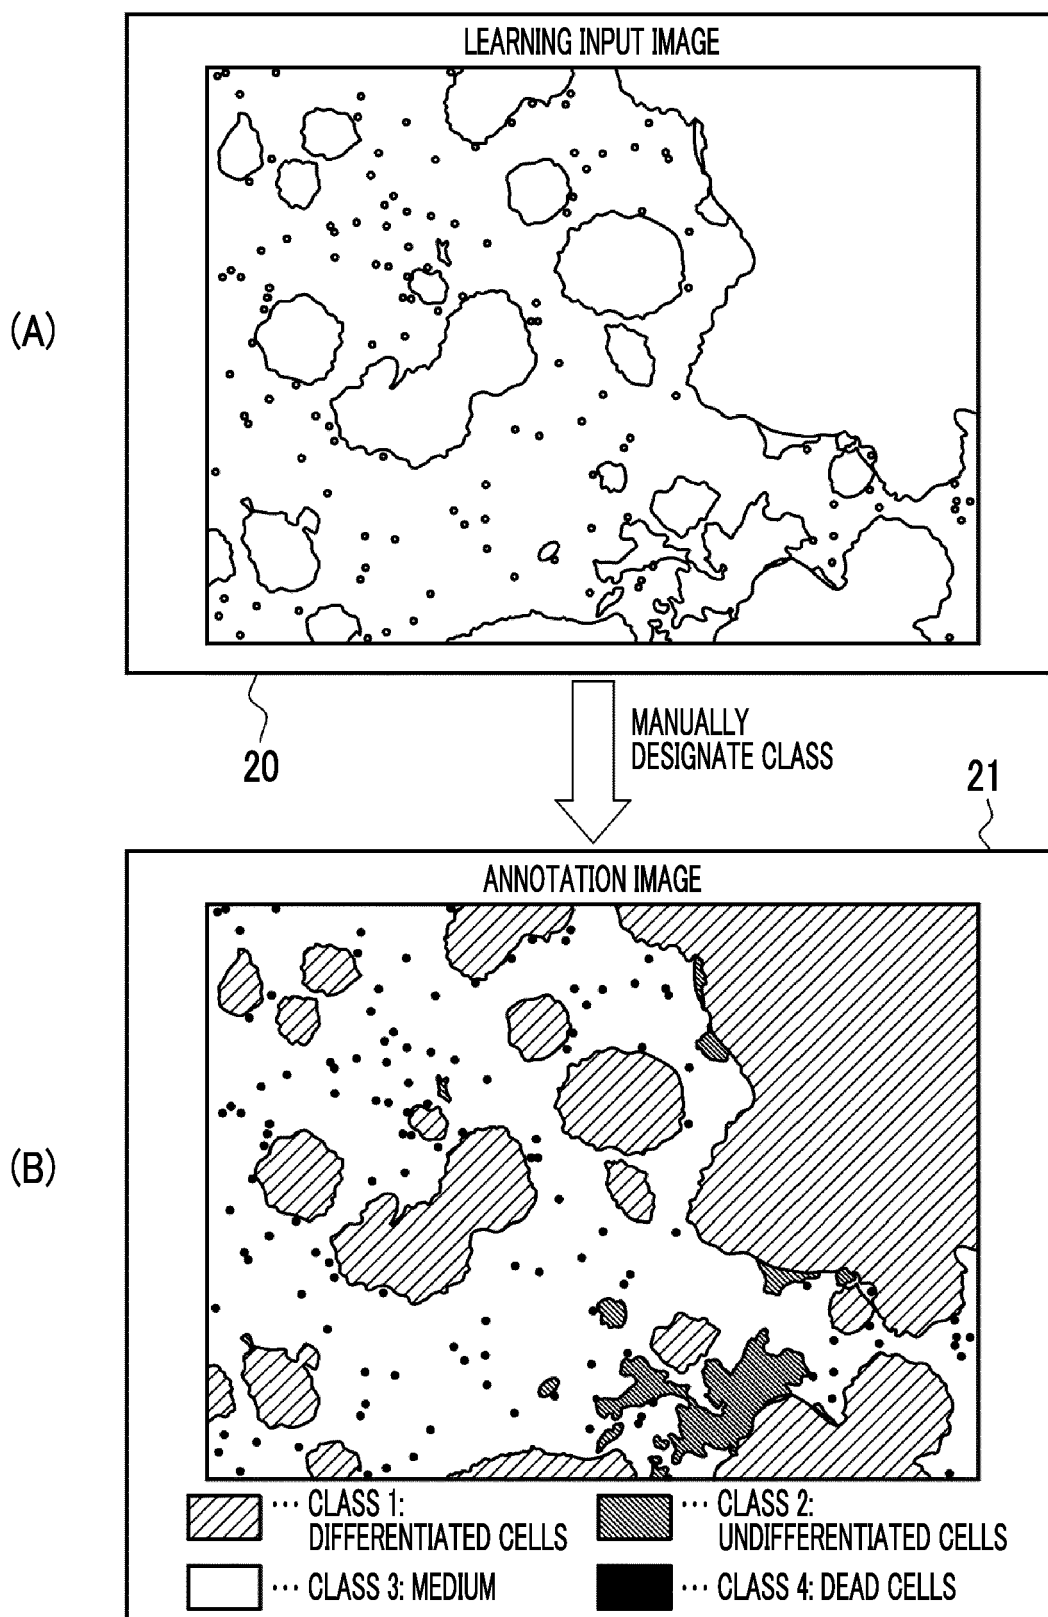 LEARNING INPUT IMAGE
(A)
20
MANUALLY
DESIGNATE CLASS
21
ANNOTATION IMAGE
(B)
··· CLASS 1:
DIFFERENTIATED CELLS
··· CLASS 2:
UNDIFFERENTIATED CELLS
··· CLASS 3: MEDIUM
··· CLASS 4: DEAD CELLS